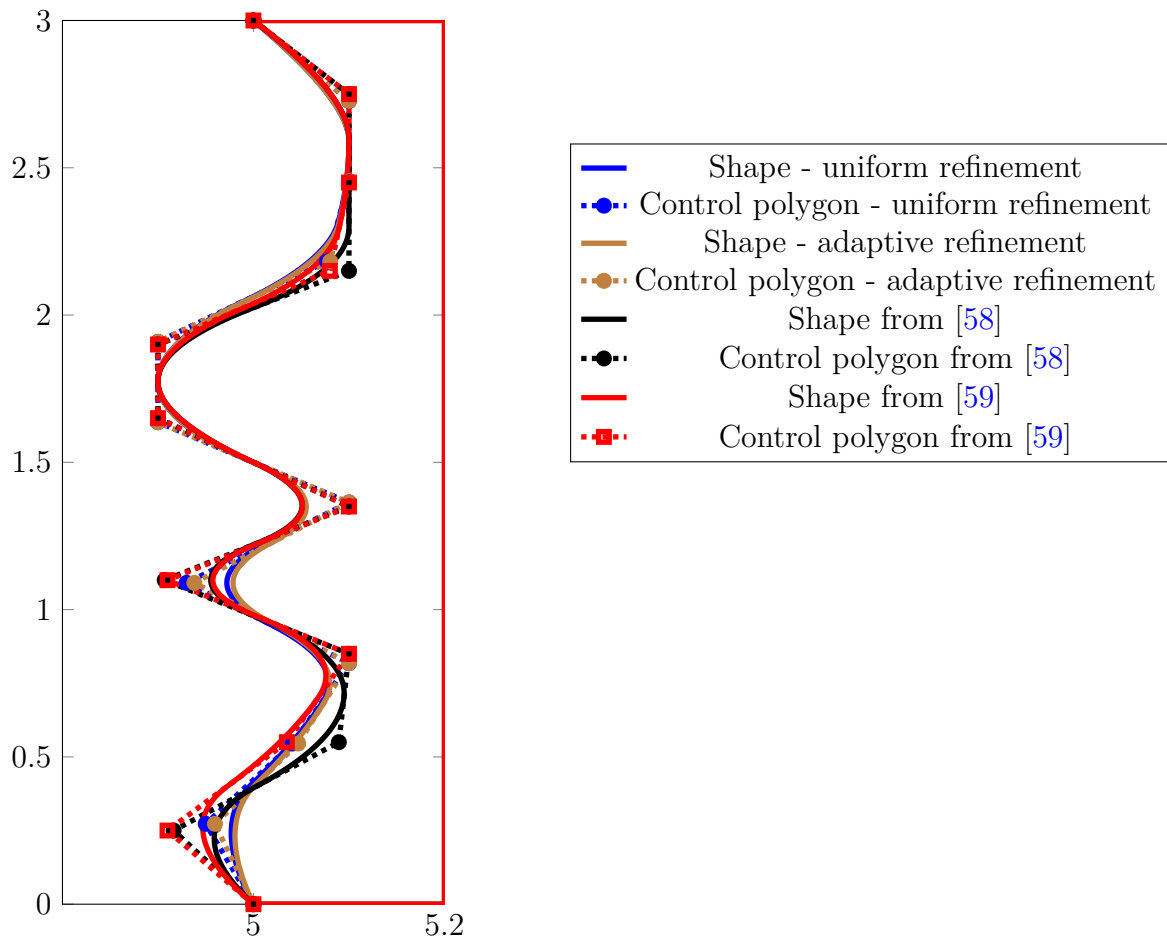 3
2.5
2
1.5
1
0.5
0
5
5.2
Shape - uniform refinement
Control polygon - uniform refinement
Shape - adaptive refinement
Control polygon - adaptive refinement
Shape from [58]
Control polygon from [58]
Shape from [59]
Control polygon from [59]